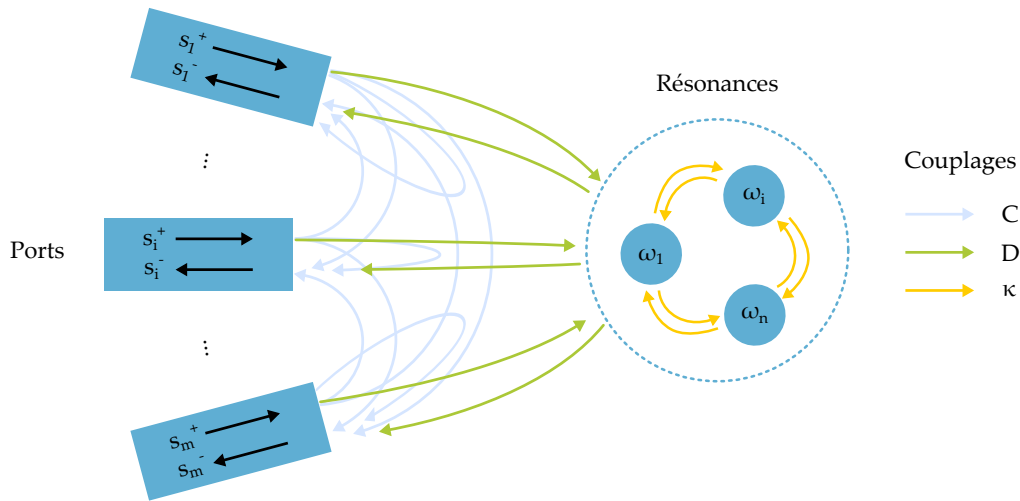 s₁⁺
s₁⁻
...
Ports
sᵢ⁺
sᵢ⁻
...
sₘ⁺
sₘ⁻
Résonances
ωᵢ
ω₁
ωₙ
Couplages
C
D
κ